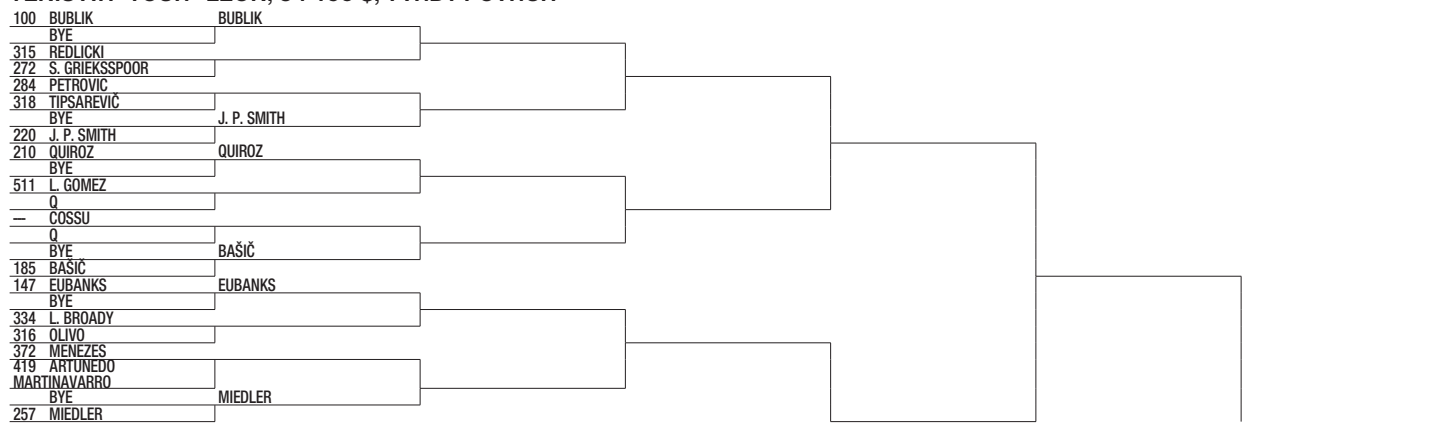 100 BUBLIK BUBLIK
BYE
315 REDLICKI
272 S. GRIEKSSPOOR
284 PETROVIC
318 TIPSAREVIČ
BYE J. P. SMITH
220 J. P. SMITH
210 QUIROZ QUIROZ
BYE
511 L. GOMEZ
Q
— COSSU
Q
BYE BAŠIČ
185 BAŠIČ
147 EUBANKS EUBANKS
BYE
334 L. BROADY
316 OLIVO
372 MENEZES
419 ARTUNEDO
MARTINAVARRO
BYE MIEDLER
257 MIEDLER